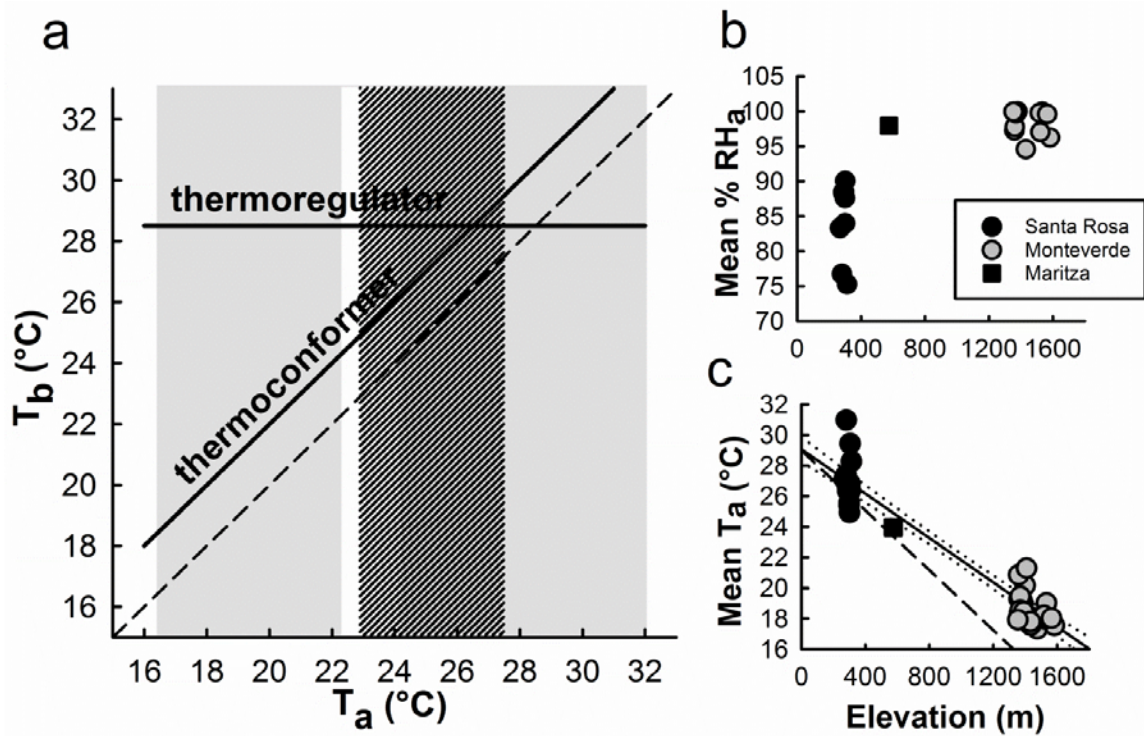 a
32
30
28
26
24
22
20
18
16
T_b (°C)
thermoregulator
thermoconformer
16 18 20 22 24 26 28 30 32
T_a (°C)
b
105
100
95
90
85
80
75
70
Mean % RH_a
Santa Rosa
Monteverde
Maritza
0 400 800 1200 1600
c
32
30
28
26
24
22
20
18
16
Mean T_a (°C)
0 400 800 1200 1600
Elevation (m)